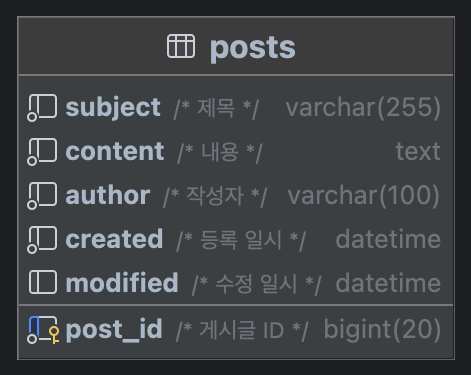 posts
subject /* 제목 */ varchar(255)
content /* 내용 */ text
author /* 작성자 */ varchar(100)
created /* 등록 일시 */ datetime
modified /* 수정 일시 */ datetime
post_id /* 게시글 ID */ bigint(20)